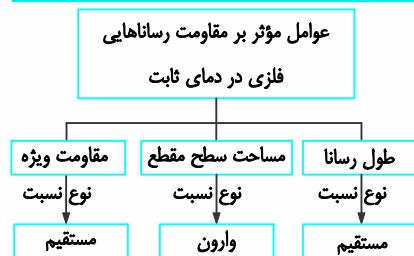 عوامل مؤثر بر مقاومت رساناهایی
فلزی در دمای ثابت
طول رسانا
مساحت سطح مقطع
مقاومت ویژه
نوع نسبت
نوع نسبت
نوع نسبت
مستقیم
وارون
مستقیم